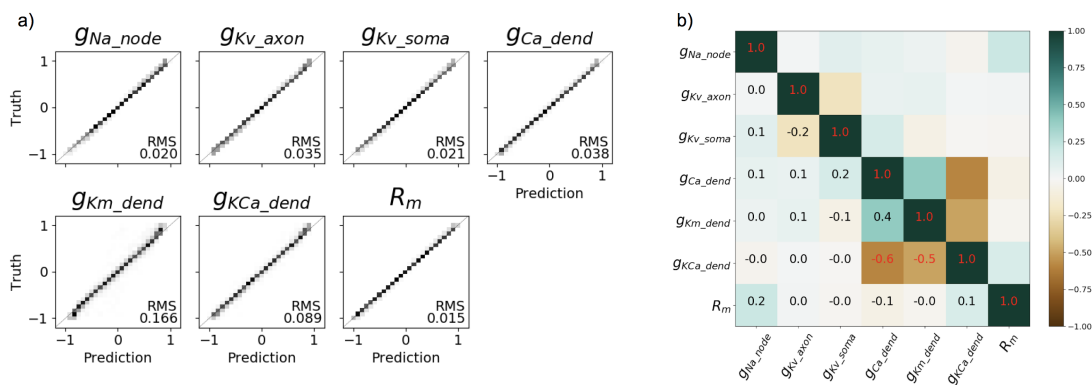 a)
g_Na_node g_Kv_axon g_Kv_soma g_Ca_dend
Truth
1
0
−1
RMS
0.020
RMS
0.035
RMS
0.021
RMS
0.038
−1 0 1
Prediction
g_Km_dend g_KCa_dend R_m
Truth
1
0
−1
RMS
0.166
RMS
0.089
RMS
0.015
−1 0 1 −1 0 1 −1 0 1
Prediction Prediction Prediction
b)
g_Na_node 1.0
g_Kv_axon 0.0 1.0
g_Kv_soma 0.1 -0.2 1.0
g_Ca_dend 0.1 0.1 0.2 1.0
g_Km_dend 0.0 0.1 -0.1 0.4 1.0
g_KCa_dend -0.0 0.0 -0.0 -0.6 -0.5 1.0
R_m 0.2 0.0 -0.0 -0.1 -0.0 0.1 1.0
g_Na_node g_Kv_axon g_Kv_soma g_Ca_dend g_Km_dend g_KCa_dend R_m
1.00
0.75
0.50
0.25
0.00
−0.25
−0.50
−0.75
−1.00